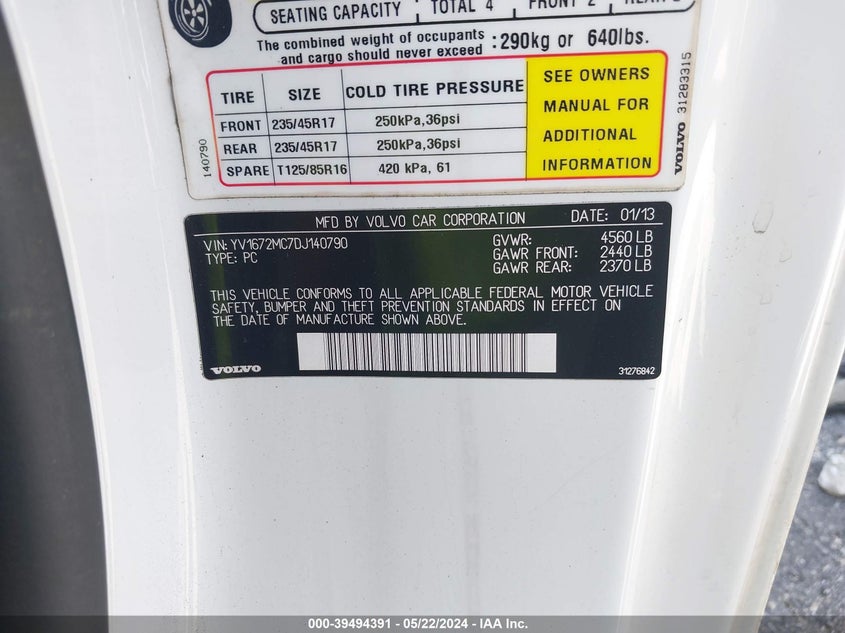 SEATING CAPACITY TOTAL 4 FRONT 2
The combined weight of occupants
and cargo should never exceed : 290kg or 640lbs.
TIRE SIZE COLD TIRE PRESSURE
FRONT 235/45R17 250kPa,36psi
REAR 235/45R17 250kPa,36psi
SPARE T125/85R16 420 kPa, 61
SEE OWNERS
MANUAL FOR
ADDITIONAL
INFORMATION
140790
VOLVO 31283315
MFD BY VOLVO CAR CORPORATION DATE: 01/13
VIN: YV1672MC7DJ140790
TYPE: PC
GVWR: 4560 LB
GAWR FRONT: 2440 LB
GAWR REAR: 2370 LB
THIS VEHICLE CONFORMS TO ALL APPLICABLE FEDERAL MOTOR VEHICLE
SAFETY, BUMPER AND THEFT PREVENTION STANDARDS IN EFFECT ON
THE DATE OF MANUFACTURE SHOWN ABOVE.
VOLVO
31276842
000-39494391 - 05/22/2024 - IAA Inc.